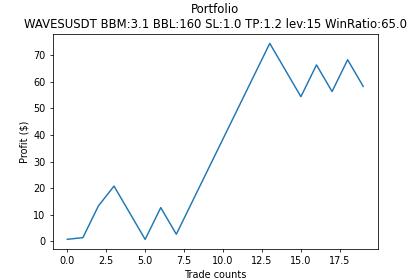 Portfolio
WAVESUSDT BBM:3.1 BBL:160 SL:1.0 TP:1.2 lev:15 WinRatio:65.0
Profit ($)
70
60
50
40
30
20
10
0
0.0 2.5 5.0 7.5 10.0 12.5 15.0 17.5
Trade counts